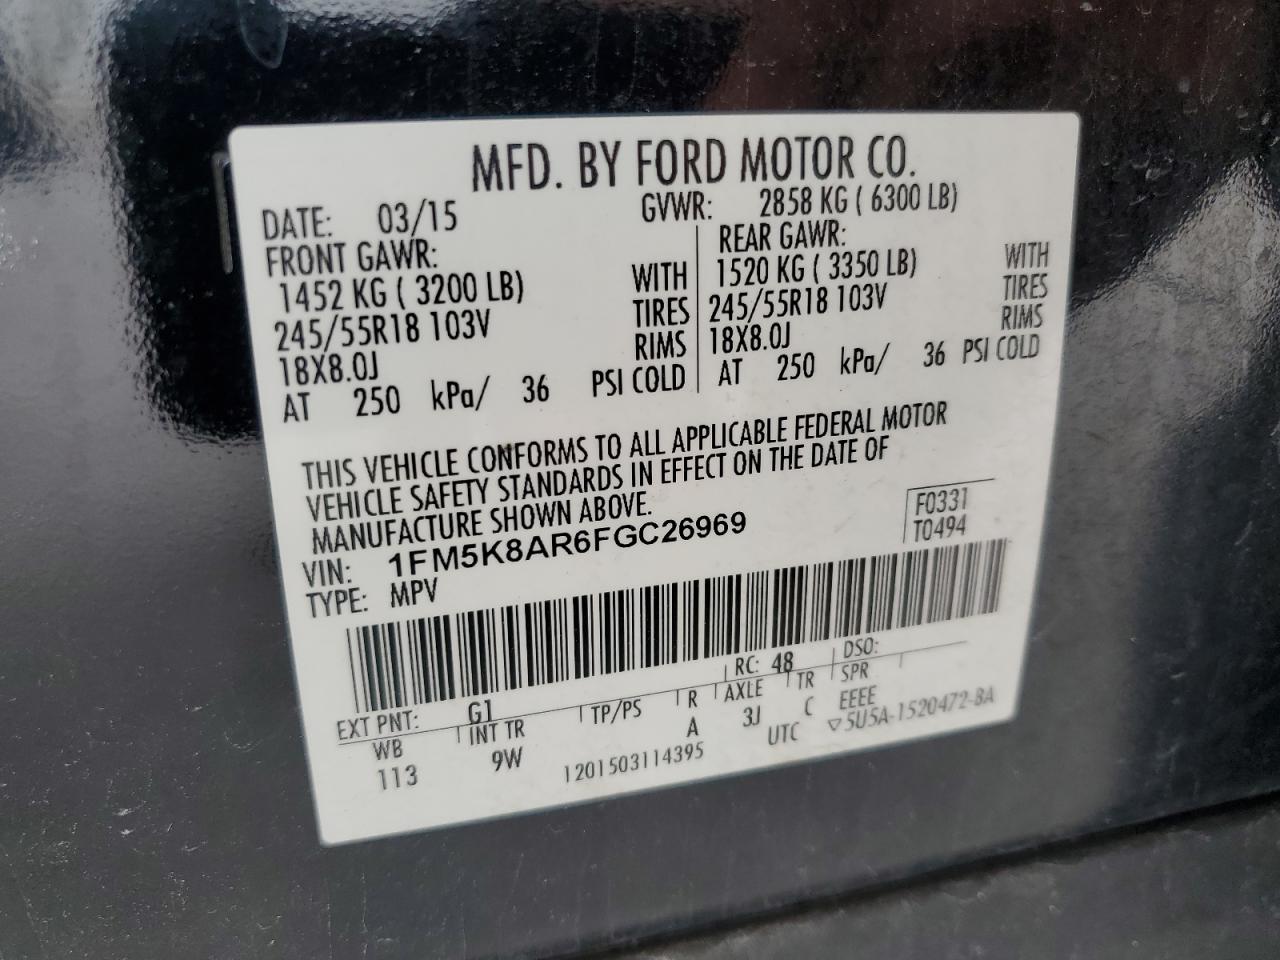 MFD. BY FORD MOTOR CO.
DATE: 03/15 GVWR: 2858 KG ( 6300 LB)
FRONT GAWR: REAR GAWR:
1452 KG ( 3200 LB) WITH 1520 KG ( 3350 LB) WITH
245/55R18 103V TIRES 245/55R18 103V TIRES
18X8.0J RIMS 18X8.0J RIMS
AT 250 kPa/ 36 PSI COLD AT 250 kPa/ 36 PSI COLD
THIS VEHICLE CONFORMS TO ALL APPLICABLE FEDERAL MOTOR
VEHICLE SAFETY STANDARDS IN EFFECT ON THE DATE OF
MANUFACTURE SHOWN ABOVE.
F0331
VIN: 1FM5K8AR6FGC26969 T0494
TYPE: MPV
EXT PNT: G1 RC: 48 DSO:
WB INT TR TP/PS R AXLE TR SPR
113 9W A 3J C EEEE
1201503114395 UTC ▽5U5A-1520472-BA